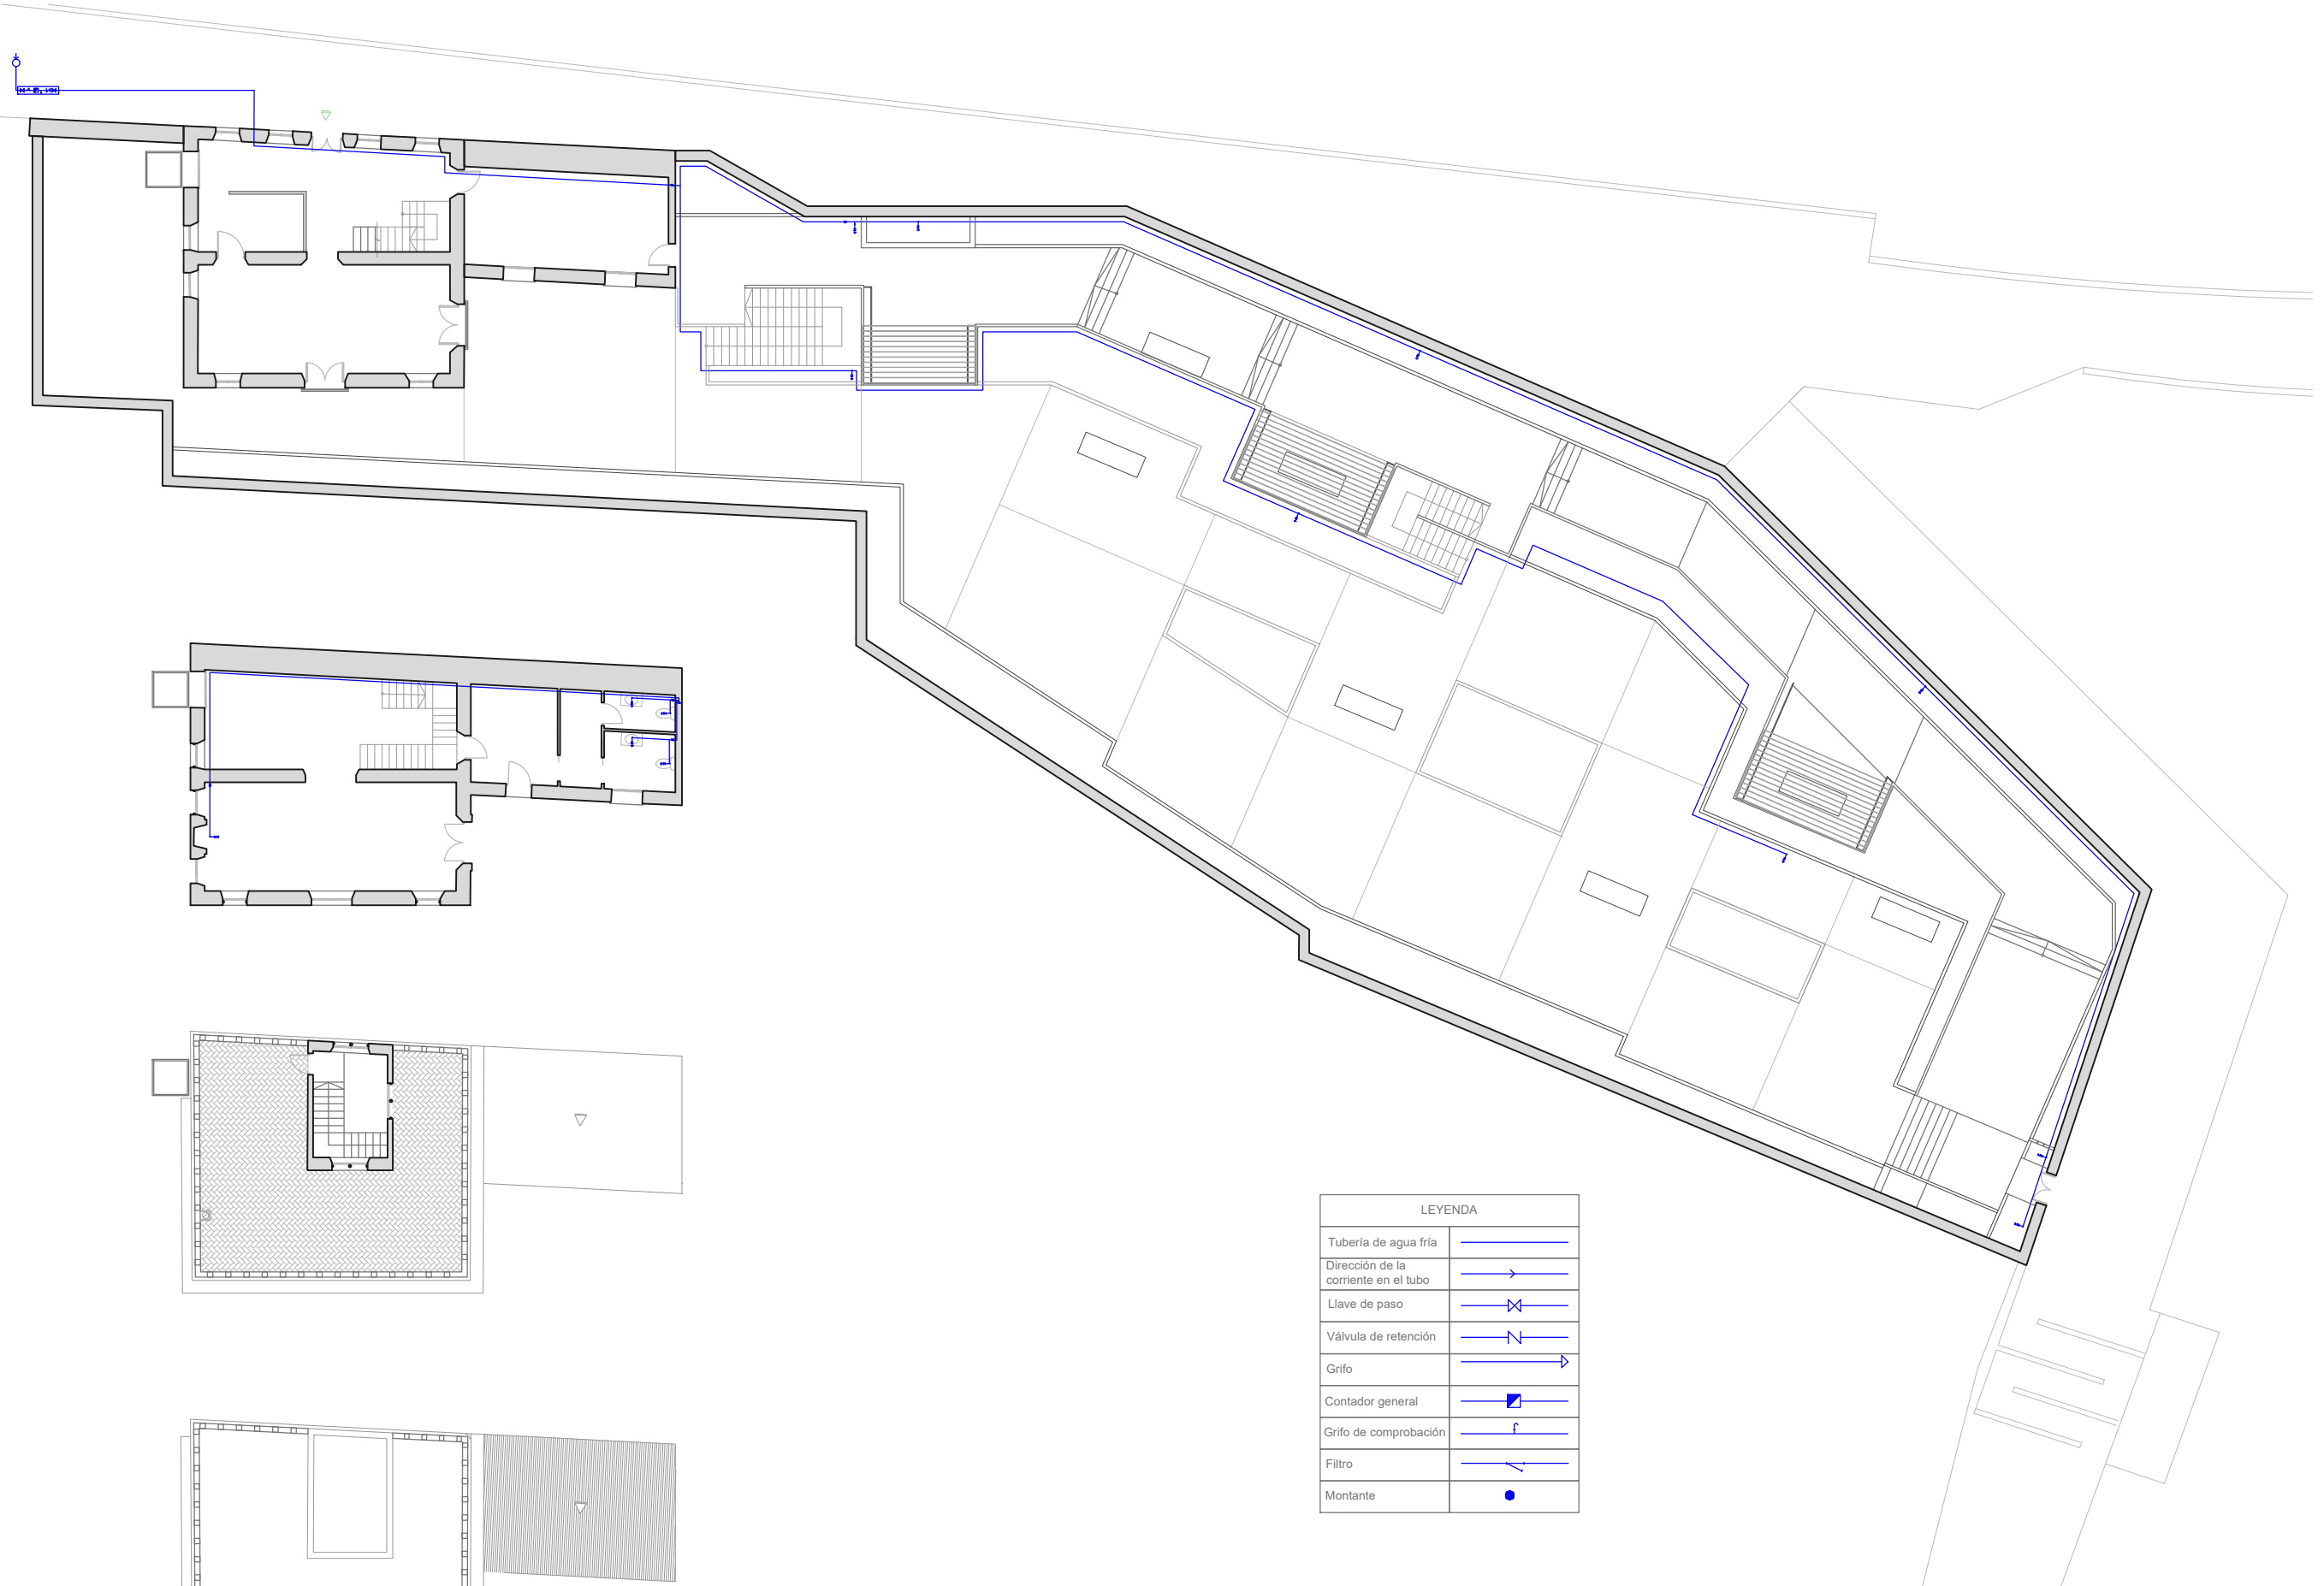 LEYENDA
Tubería de agua fría
Dirección de la
corriente en el tubo
Llave de paso
Válvula de retención
Grifo
Contador general
Grifo de comprobación
Filtro
Montante